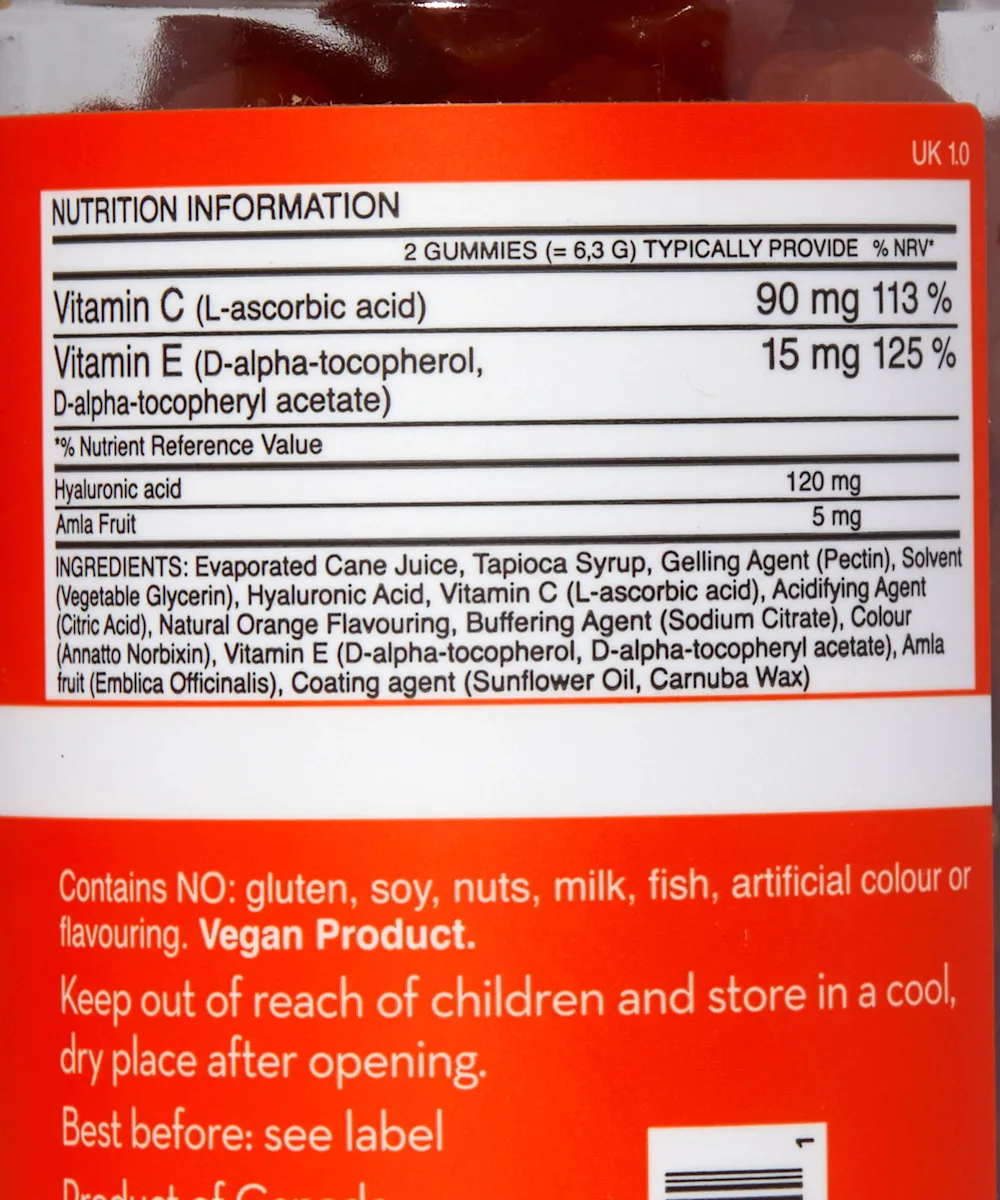 UK 1.0
NUTRITION INFORMATION
2 GUMMIES (= 6,3 G) TYPICALLY PROVIDE % NRV*
Vitamin C (L-ascorbic acid) 90 mg 113 %
Vitamin E (D-alpha-tocopherol, 15 mg 125 %
D-alpha-tocopheryl acetate)
*% Nutrient Reference Value
Hyaluronic acid 120 mg
Amla Fruit 5 mg
INGREDIENTS: Evaporated Cane Juice, Tapioca Syrup, Gelling Agent (Pectin), Solvent
(Vegetable Glycerin), Hyaluronic Acid, Vitamin C (L-ascorbic acid), Acidifying Agent
(Citric Acid), Natural Orange Flavouring, Buffering Agent (Sodium Citrate), Colour
(Annatto Norbixin), Vitamin E (D-alpha-tocopherol, D-alpha-tocopheryl acetate), Amla
fruit (Emblica Officinalis), Coating agent (Sunflower Oil, Carnuba Wax)
Contains NO: gluten, soy, nuts, milk, fish, artificial colour or
flavouring. Vegan Product.
Keep out of reach of children and store in a cool,
dry place after opening.
Best before: see label
Product of Canada
1